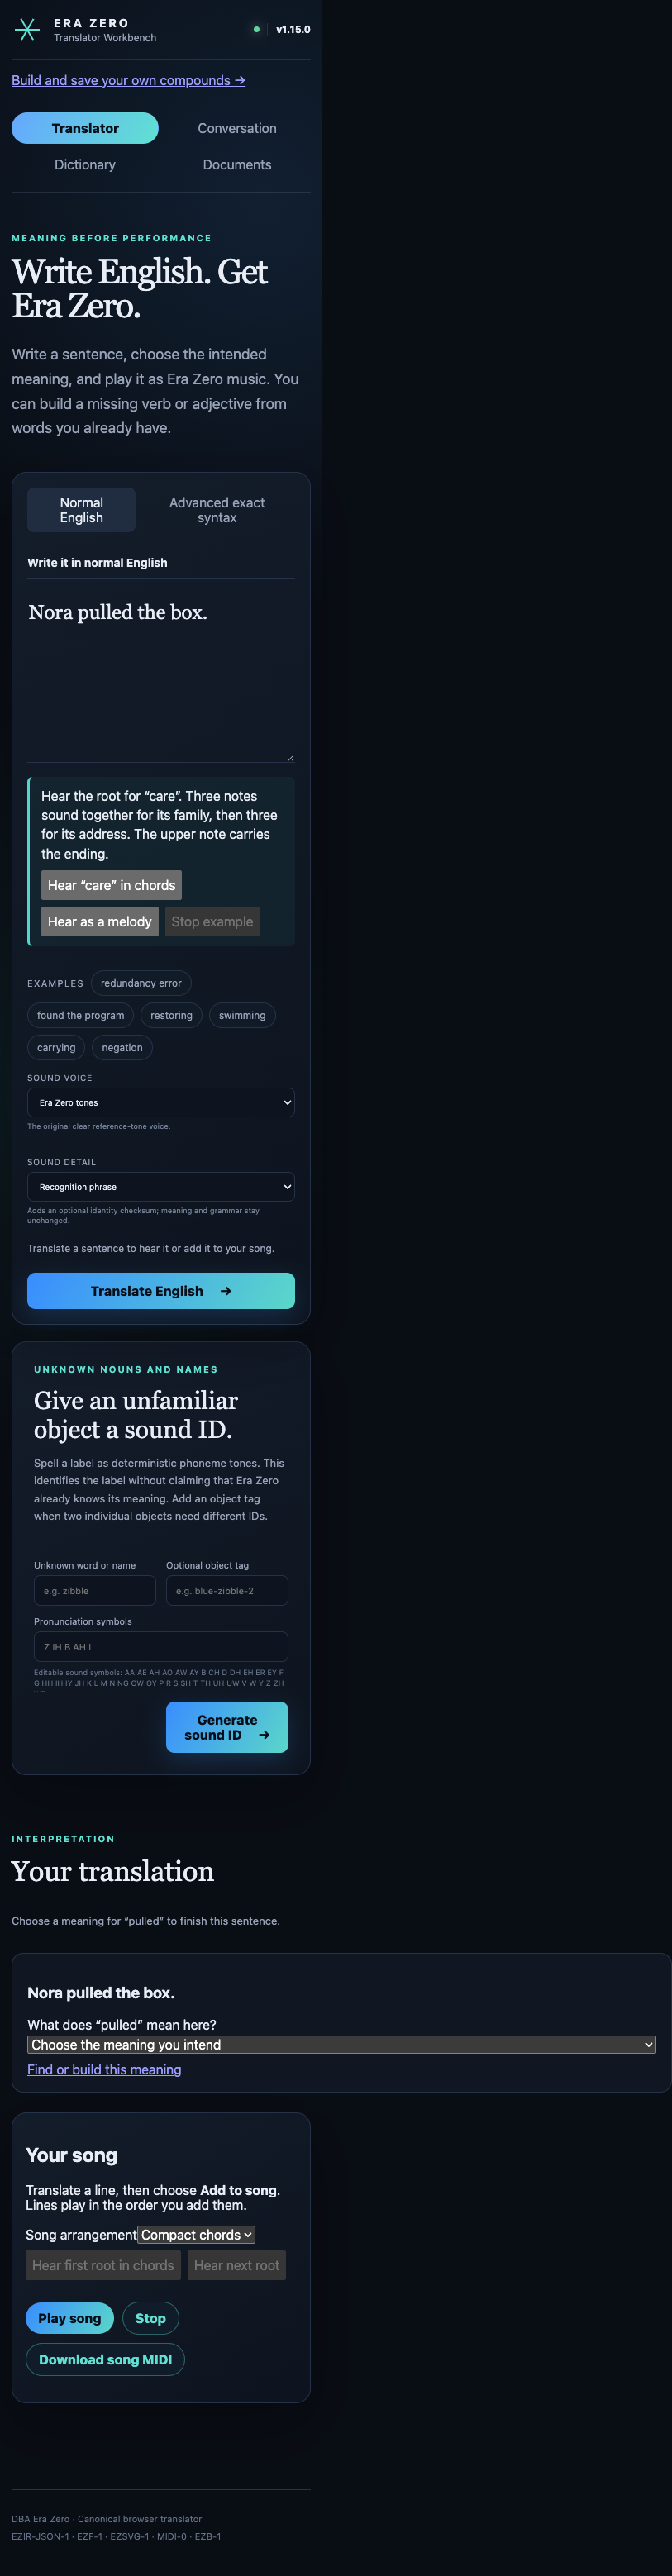 ERA ZERO
Translator Workbench
v1.15.0
Build and save your own compounds →
Translator
Conversation
Dictionary
Documents
MEANING BEFORE PERFORMANCE
Write English. Get
Era Zero.
Write a sentence, choose the intended
meaning, and play it as Era Zero music. You
can build a missing verb or adjective from
words you already have.
Normal
English
Advanced exact
syntax
Write it in normal English
Nora pulled the box.
Hear the root for “care”. Three notes
sound together for its family, then three
for its address. The upper note carries
the ending.
Hear “care” in chords
Hear as a melody
Stop example
EXAMPLES
redundancy error
found the program
restoring
swimming
carrying
negation
SOUND VOICE
Era Zero tones
The original clear reference-tone voice.
SOUND DETAIL
Recognition phrase
Adds an optional identity checksum; meaning and grammar stay
unchanged.
Translate a sentence to hear it or add it to your song.
Translate English →
UNKNOWN NOUNS AND NAMES
Give an unfamiliar
object a sound ID.
Spell a label as deterministic phoneme tones. This
identifies the label without claiming that Era Zero
already knows its meaning. Add an object tag
when two individual objects need different IDs.
Unknown word or name
Optional object tag
e.g. zibble
e.g. blue-zibble-2
Pronunciation symbols
Z IH B AH L
Editable sound symbols: AA AE AH AO AW AY B CH D DH EH ER EY F
G HH IH IY JH K L M N NG OW OY P R S SH T TH UH UW V W Y Z ZH
Generate
sound ID →
INTERPRETATION
Your translation
Choose a meaning for “pulled” to finish this sentence.
Nora pulled the box.
What does “pulled” mean here?
Choose the meaning you intend
Find or build this meaning
Your song
Translate a line, then choose Add to song.
Lines play in the order you add them.
Song arrangement
Compact chords
Hear first root in chords
Hear next root
Play song
Stop
Download song MIDI
DBA Era Zero · Canonical browser translator
EZIR-JSON-1 · EZF-1 · EZSVG-1 · MIDI-0 · EZB-1